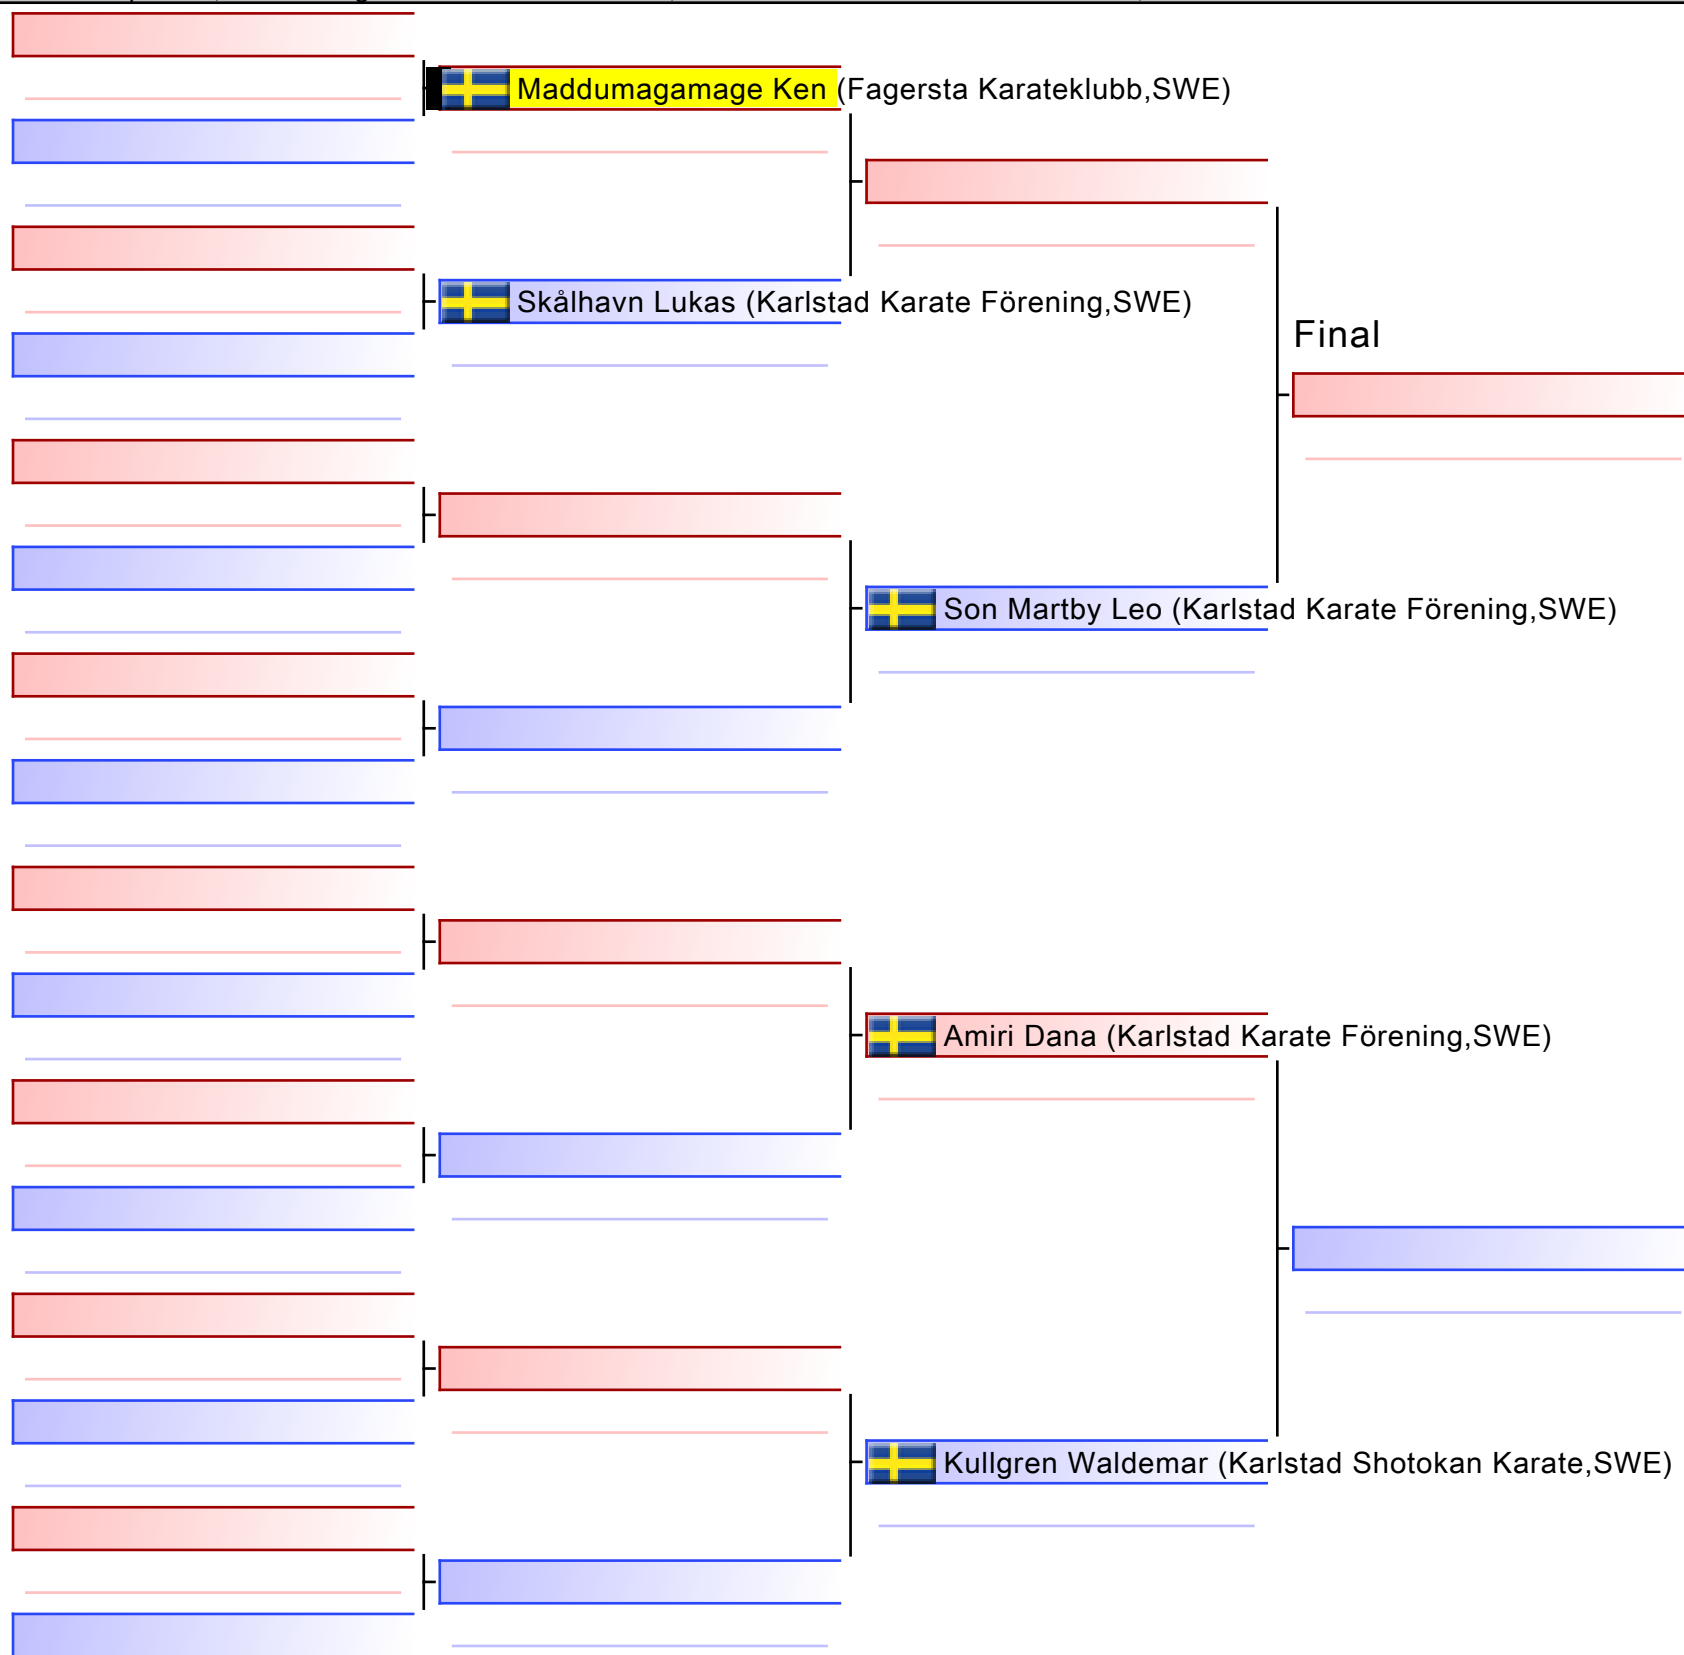 Maddumagamage Ken (Fagersta Karateklubb,SWE)
Skålhavn Lukas (Karlstad Karate Förening,SWE)
Final
Son Martby Leo (Karlstad Karate Förening,SWE)
Amiri Dana (Karlstad Karate Förening,SWE)
Kullgren Waldemar (Karlstad Shotokan Karate,SWE)